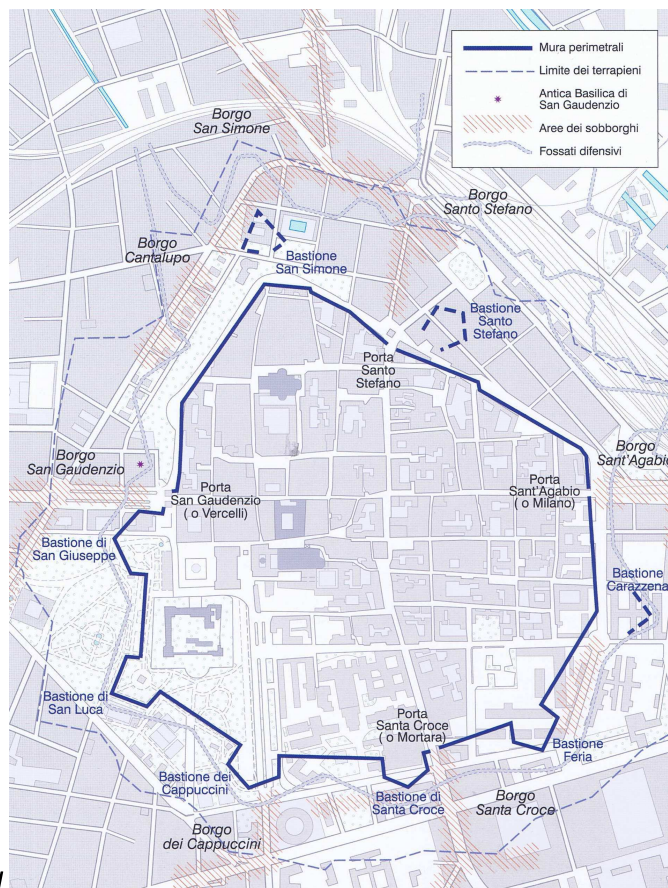 Mura perimetrali
Limite dei terrapieni
Antica Basilica di
San Gaudenzio
Aree dei sobborghi
Fossati difensivi
Borgo
San Simone
Borgo
Santo Stefano
Borgo
Cantalupo
Bastione
San Simone
Bastione
Santo
Stefano
Porta
Santo
Stefano
Borgo
San Gaudenzio
Borgo
Sant'Agabio
Porta
San Gaudenzio
( o Vercelli)
Porta
Sant'Agabio
( o Milano)
Bastione di
San Giuseppe
Bastione
Carazzena
Bastione di
San Luca
Porta
Santa Croce
( o Mortara)
Bastione
Feria
Bastione dei
Cappuccini
Bastione di
Santa Croce
Borgo
Santa Croce
Borgo
dei Cappuccini